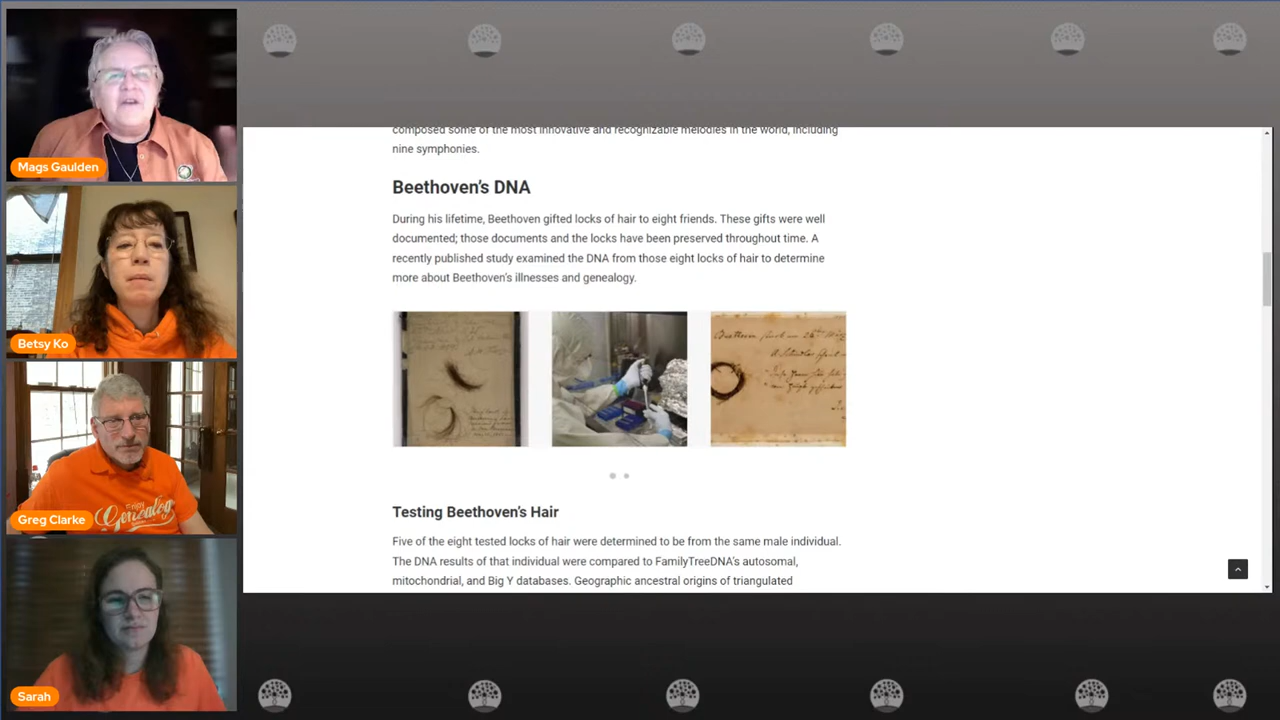 Mags Gaulden
Betsy Ko
Greg Clarke
Enjoy
Genealogy
Sarah
composed some of the most innovative and recognizable melodies in the world, including
nine symphonies.
Beethoven's DNA
During his lifetime, Beethoven gifted locks of hair to eight friends. These gifts were well
documented; those documents and the locks have been preserved throughout time. A
recently published study examined the DNA from those eight locks of hair to determine
more about Beethoven's illnesses and genealogy.
Beethoven
Testing Beethoven's Hair
Five of the eight tested locks of hair were determined to be from the same male individual.
The DNA results of that individual were compared to FamilyTreeDNA's autosomal,
mitochondrial, and Big Y databases. Geographic ancestral origins of triangulated